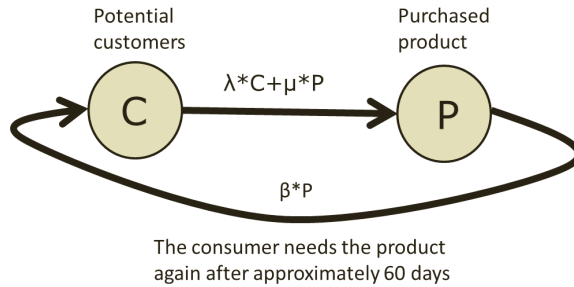 Potential
customers
Purchased
product
λ*C+μ*P
C
P
β*P
The consumer needs the product
again after approximately 60 days